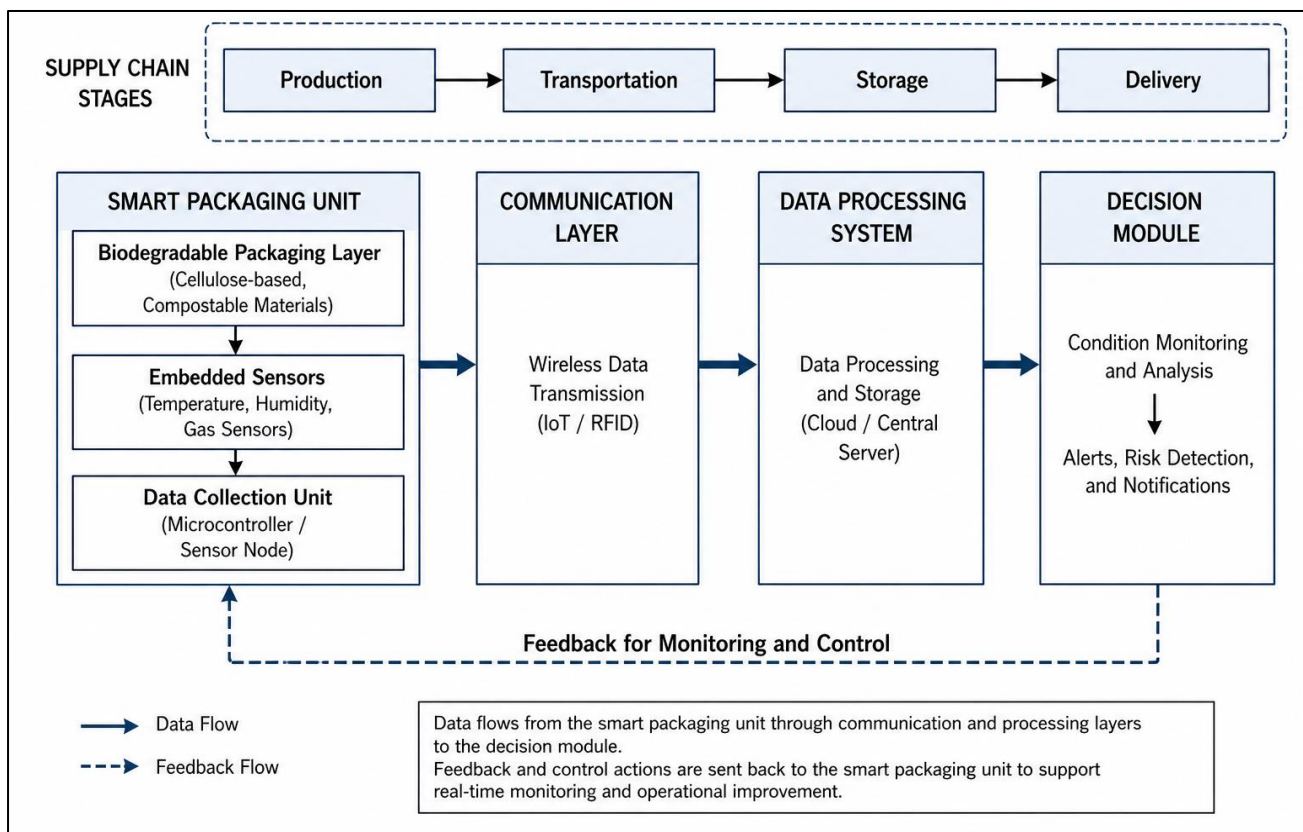 SUPPLY CHAIN
STAGES
Production
Transportation
Storage
Delivery
SMART PACKAGING UNIT
Biodegradable Packaging Layer
(Cellulose-based,
Compostable Materials)
Embedded Sensors
(Temperature, Humidity,
Gas Sensors)
Data Collection Unit
(Microcontroller /
Sensor Node)
COMMUNICATION
LAYER
Wireless Data
Transmission
(IoT / RFID)
DATA PROCESSING
SYSTEM
Data Processing
and Storage
(Cloud / Central
Server)
DECISION
MODULE
Condition Monitoring
and Analysis
Alerts, Risk Detection,
and Notifications
Feedback for Monitoring and Control
Data Flow
Feedback Flow
Data flows from the smart packaging unit through communication and processing layers
to the decision module.
Feedback and control actions are sent back to the smart packaging unit to support
real-time monitoring and operational improvement.